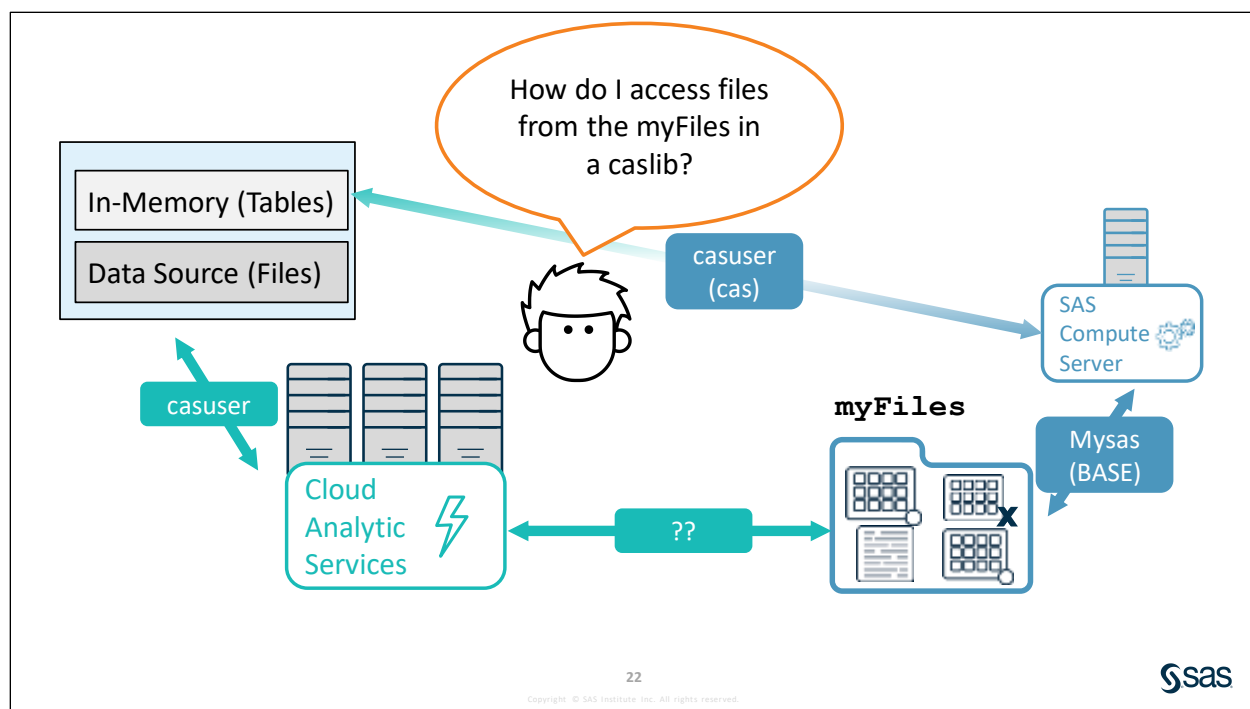 How do I access files
from the myFiles in
a caslib?
In-Memory (Tables)
Data Source (Files)
casuser
(cas)
SAS
Compute
Server
casuser
myFiles
Mysas
(BASE)
Cloud
Analytic
Services
??
X
22
Copyright © SAS Institute Inc. All rights reserved.
sas